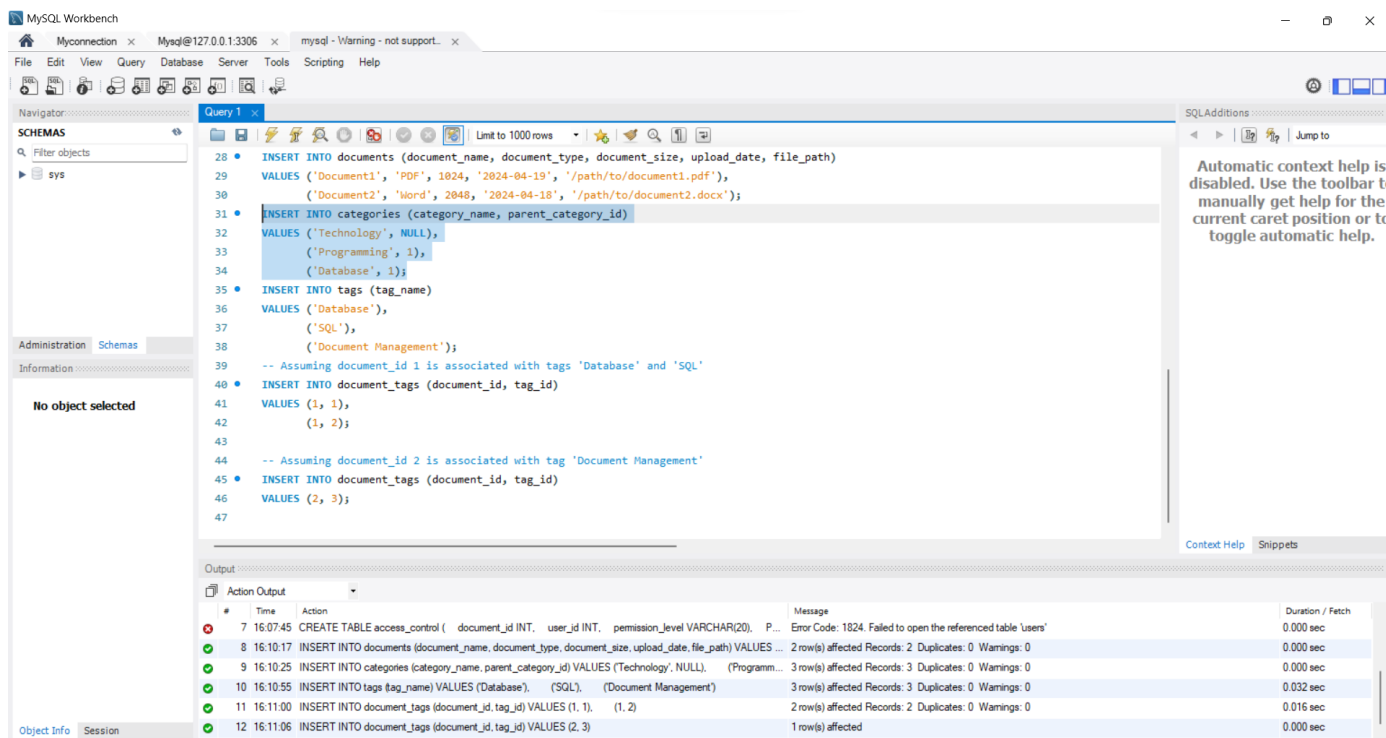 MySQL Workbench
Myconnection × Mysql@127.0.0.1:3306 × mysql - Warning - not support... ×
File Edit View Query Database Server Tools Scripting Help
Navigator
SCHEMAS
Filter objects
sys
Administration Schemas
Information
No object selected
Object Info Session
Query 1 ×
Limit to 1000 rows
28 INSERT INTO documents (document_name, document_type, document_size, upload_date, file_path)
29 VALUES ('Document1', 'PDF', 1024, '2024-04-19', '/path/to/document1.pdf'),
30 ('Document2', 'Word', 2048, '2024-04-18', '/path/to/document2.docx');
31 INSERT INTO categories (category_name, parent_category_id)
32 VALUES ('Technology', NULL),
33 ('Programming', 1),
34 ('Database', 1);
35 INSERT INTO tags (tag_name)
36 VALUES ('Database'),
37 ('SQL'),
38 ('Document Management');
39 -- Assuming document_id 1 is associated with tags 'Database' and 'SQL'
40 INSERT INTO document_tags (document_id, tag_id)
41 VALUES (1, 1),
42 (1, 2);
43
44 -- Assuming document_id 2 is associated with tag 'Document Management'
45 INSERT INTO document_tags (document_id, tag_id)
46 VALUES (2, 3);
47
SQLAdditions
Jump to
Automatic context help is
disabled. Use the toolbar t
manually get help for the
current caret position or to
toggle automatic help.
Context Help Snippets
Output
Action Output
# Time Action Message Duration / Fetch
7 16:07:45 CREATE TABLE access_control ( document_id INT, user_id INT, permission_level VARCHAR(20), P... Error Code: 1824. Failed to open the referenced table 'users' 0.000 sec
8 16:10:17 INSERT INTO documents (document_name, document_type, document_size, upload_date, file_path) VALUES ... 2 row(s) affected Records: 2 Duplicates: 0 Warnings: 0 0.000 sec
9 16:10:25 INSERT INTO categories (category_name, parent_category_id) VALUES ('Technology', NULL), ('Programm... 3 row(s) affected Records: 3 Duplicates: 0 Warnings: 0 0.000 sec
10 16:10:55 INSERT INTO tags (tag_name) VALUES ('Database'), ('SQL'), ('Document Management') 3 row(s) affected Records: 3 Duplicates: 0 Warnings: 0 0.032 sec
11 16:11:00 INSERT INTO document_tags (document_id, tag_id) VALUES (1, 1), (1, 2) 2 row(s) affected Records: 2 Duplicates: 0 Warnings: 0 0.016 sec
12 16:11:06 INSERT INTO document_tags (document_id, tag_id) VALUES (2, 3) 1 row(s) affected 0.000 sec